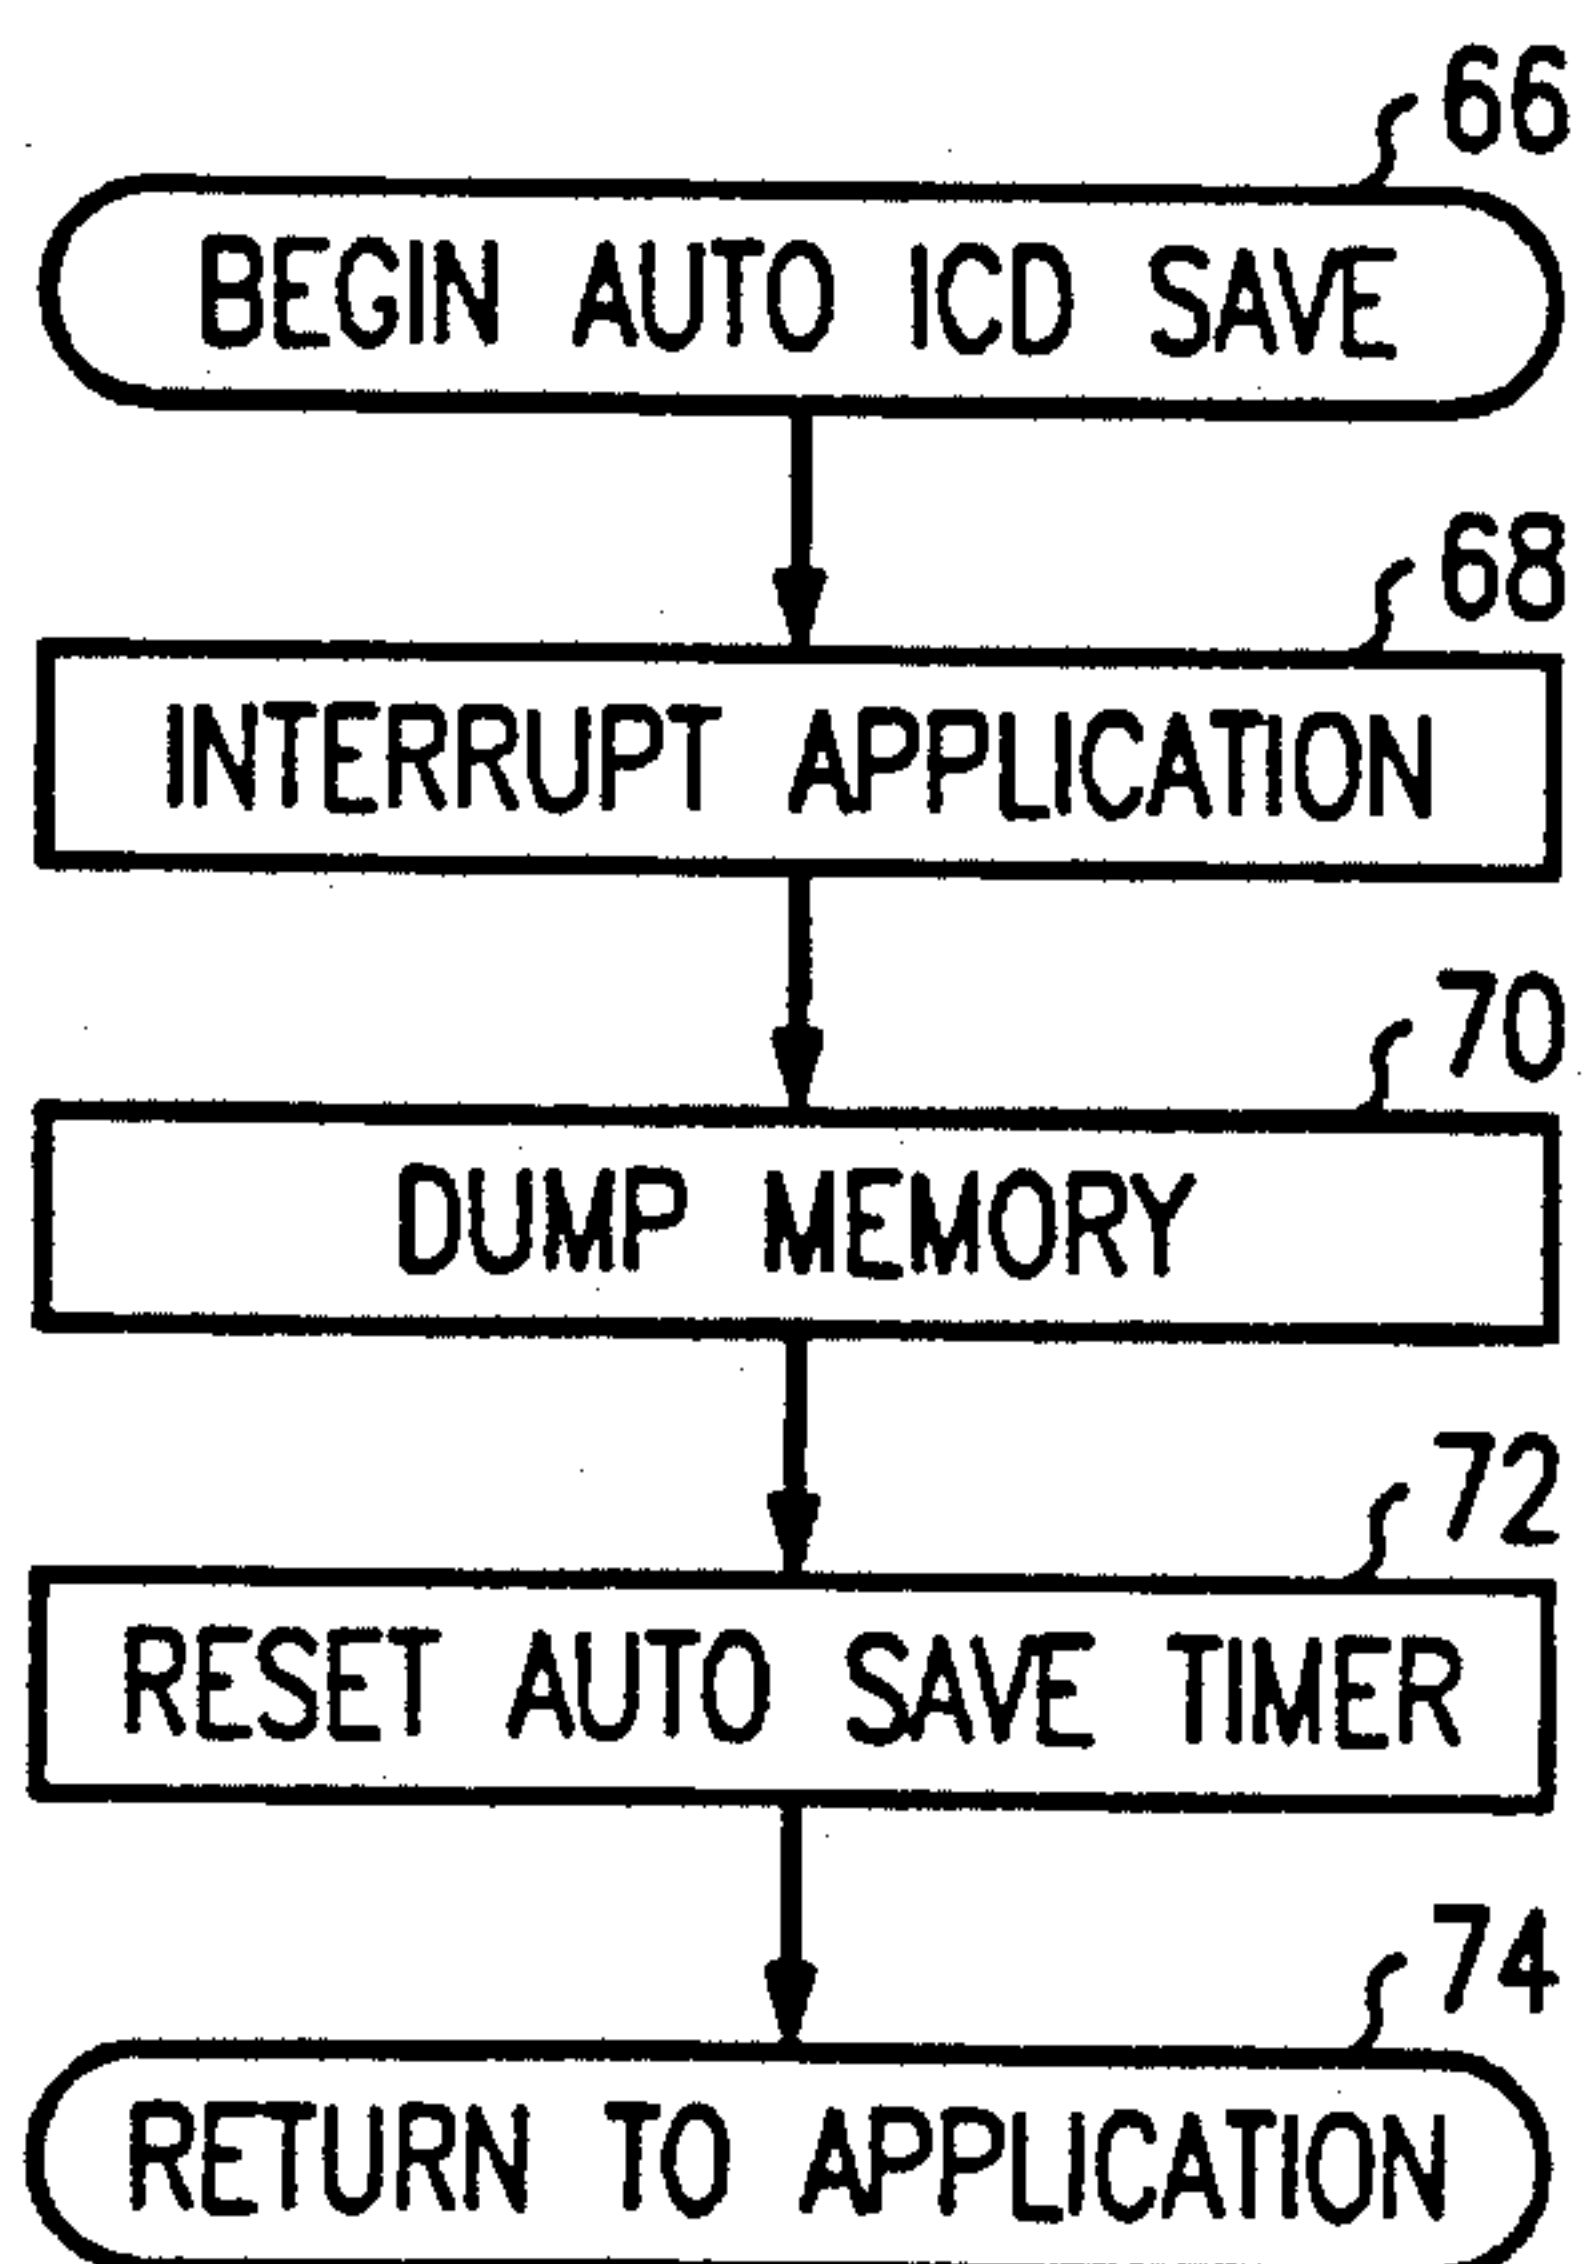 66
BEGIN AUTO ICD SAVE
68
INTERRUPT APPLICATION
70
DUMP MEMORY
72
RESET AUTO SAVE TIMER
74
RETURN TO APPLICATION